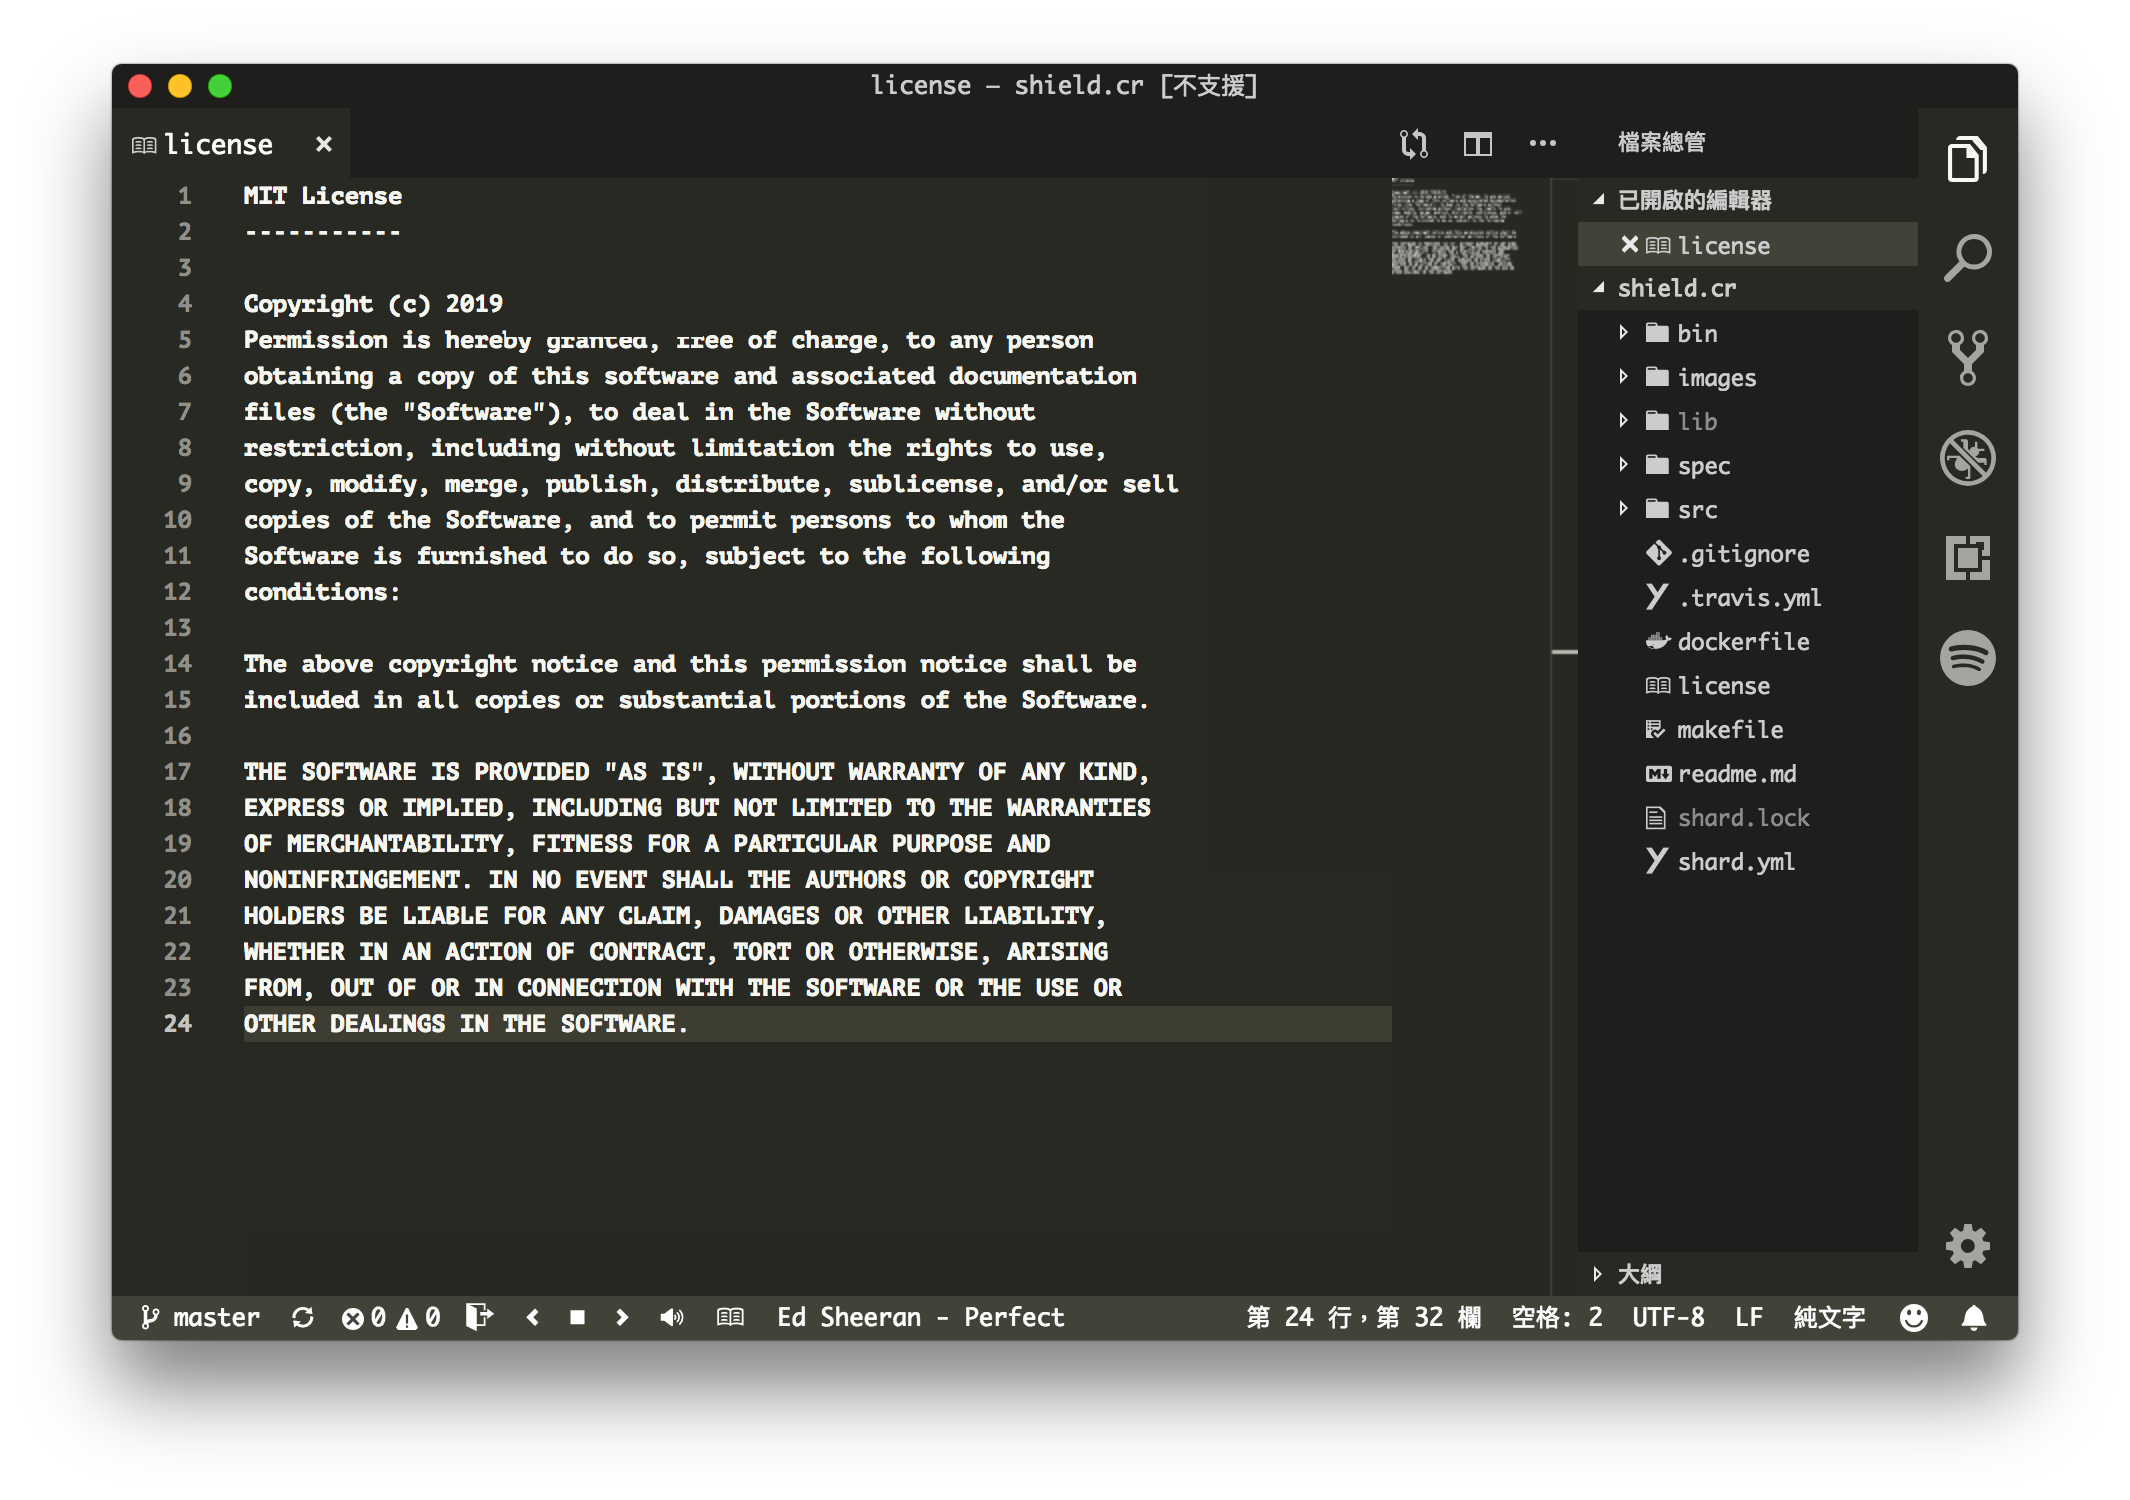 license — shield.cr [不支援]
license
檔案總管
1 MIT License
2 -----------
3
4 Copyright (c) 2019
5 Permission is hereby granted, free of charge, to any person
6 obtaining a copy of this software and associated documentation
7 files (the "Software"), to deal in the Software without
8 restriction, including without limitation the rights to use,
9 copy, modify, merge, publish, distribute, sublicense, and/or sell
10 copies of the Software, and to permit persons to whom the
11 Software is furnished to do so, subject to the following
12 conditions:
13
14 The above copyright notice and this permission notice shall be
15 included in all copies or substantial portions of the Software.
16
17 THE SOFTWARE IS PROVIDED "AS IS", WITHOUT WARRANTY OF ANY KIND,
18 EXPRESS OR IMPLIED, INCLUDING BUT NOT LIMITED TO THE WARRANTIES
19 OF MERCHANTABILITY, FITNESS FOR A PARTICULAR PURPOSE AND
20 NONINFRINGEMENT. IN NO EVENT SHALL THE AUTHORS OR COPYRIGHT
21 HOLDERS BE LIABLE FOR ANY CLAIM, DAMAGES OR OTHER LIABILITY,
22 WHETHER IN AN ACTION OF CONTRACT, TORT OR OTHERWISE, ARISING
23 FROM, OUT OF OR IN CONNECTION WITH THE SOFTWARE OR THE USE OR
24 OTHER DEALINGS IN THE SOFTWARE.
已開啟的編輯器
license
shield.cr
bin
images
lib
spec
src
.gitignore
.travis.yml
dockerfile
license
makefile
readme.md
shard.lock
shard.yml
大綱
master 0 0 Ed Sheeran - Perfect 第 24 行，第 32 欄 空格: 2 UTF-8 LF 純文字